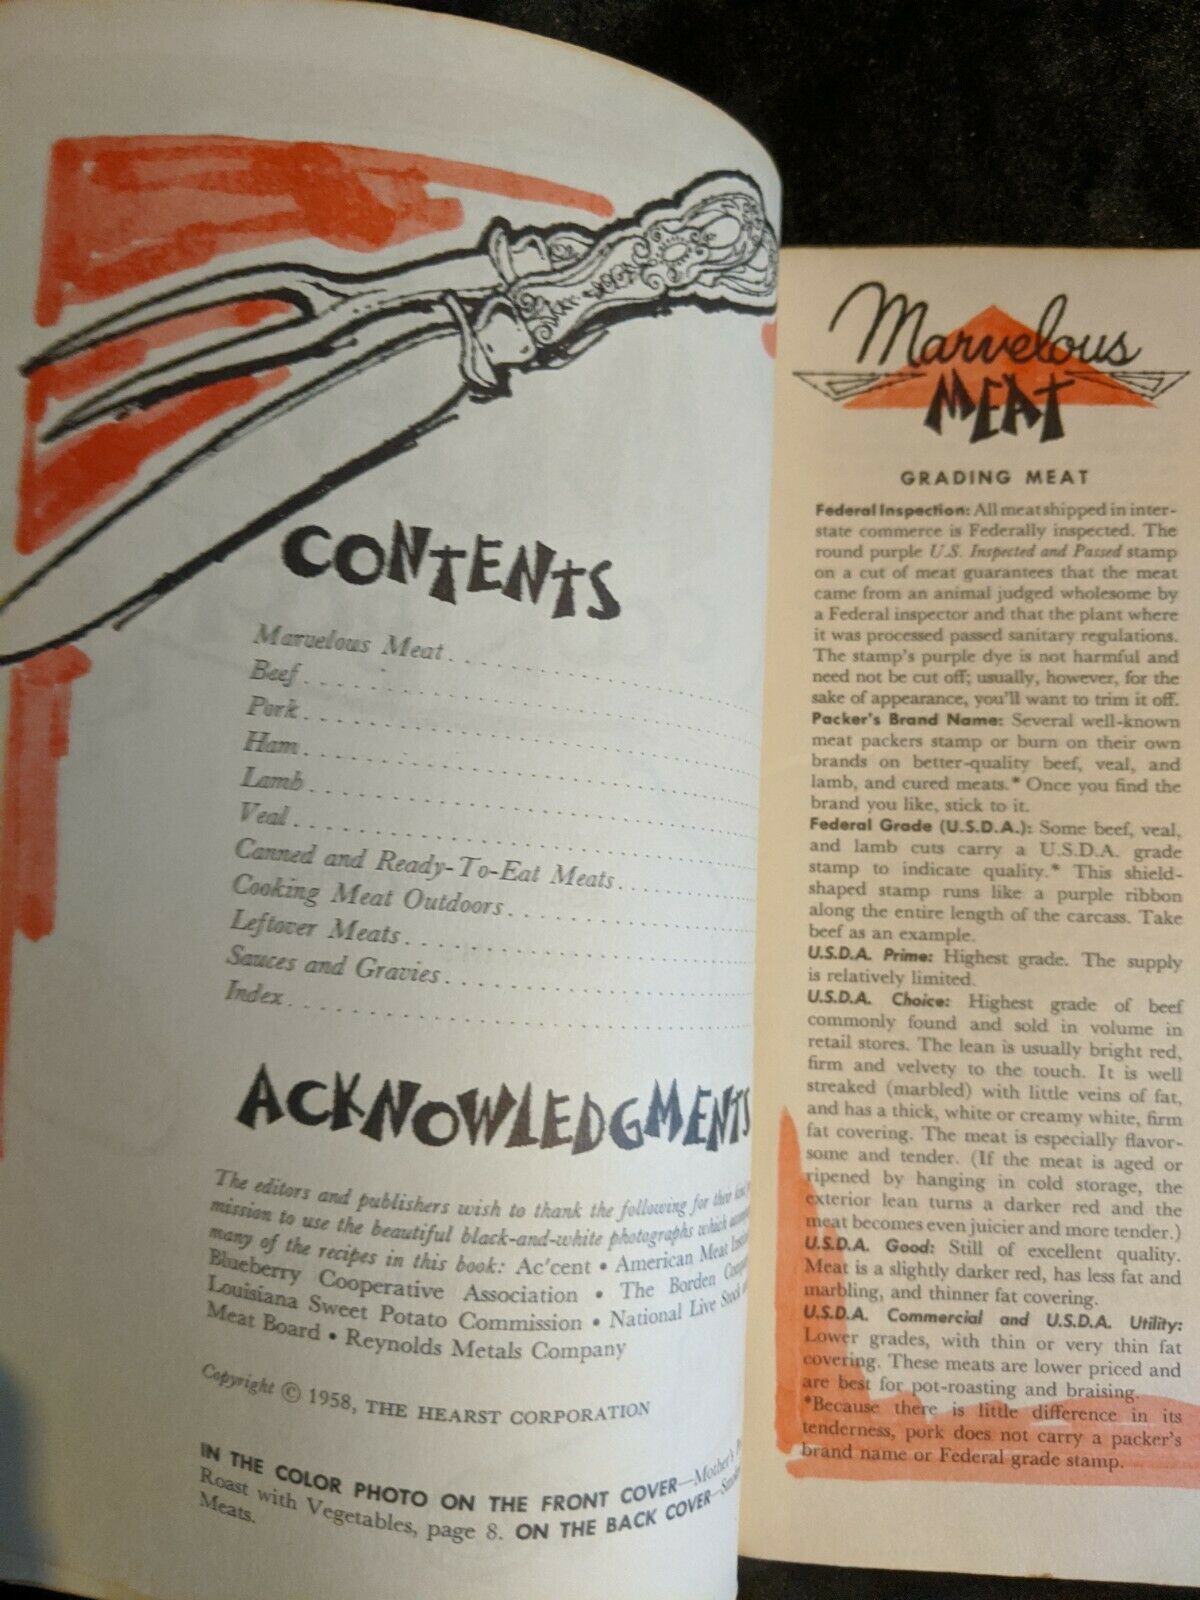 CONTENTS
Marvelous Meat
Beef
Pork
Ham
Lamb
Veal
Canned and Ready-To-Eat Meats
Cooking Meat Outdoors
Leftover Meats
Sauces and Gravies
Index
ACKNOWLEDGMENTS
The editors and publishers wish to thank the following for their kind
mission to use the beautiful black-and-white photographs which
many of the recipes in this book: Ac'cent • American Meat
Blueberry Cooperative Association • The Borden
Louisiana Sweet Potato Commission • National Live Stock
Meat Board • Reynolds Metals Company
Copyright © 1958, THE HEARST CORPORATION
IN THE COLOR PHOTO ON THE FRONT COVER—Mother's
Roast with Vegetables, page 8. ON THE BACK COVER—
Meats.
Marvelous
MEAT
GRADING MEAT
Federal Inspection: All meat shipped in inter-
state commerce is Federally inspected. The
round purple U.S. Inspected and Passed stamp
on a cut of meat guarantees that the meat
came from an animal judged wholesome by
a Federal inspector and that the plant where
it was processed passed sanitary regulations.
The stamp's purple dye is not harmful and
need not be cut off; usually, however, for the
sake of appearance, you'll want to trim it off.
Packer's Brand Name: Several well-known
meat packers stamp or burn on their own
brands on better-quality beef, veal, and
lamb, and cured meats.* Once you find the
brand you like, stick to it.
Federal Grade (U.S.D.A.): Some beef, veal,
and lamb cuts carry a U.S.D.A. grade
stamp to indicate quality.* This shield-
shaped stamp runs like a purple ribbon
along the entire length of the carcass. Take
beef as an example.
U.S.D.A. Prime: Highest grade. The supply
is relatively limited.
U.S.D.A. Choice: Highest grade of beef
commonly found and sold in volume in
retail stores. The lean is usually bright red,
firm and velvety to the touch. It is well
streaked (marbled) with little veins of fat,
and has a thick, white or creamy white, firm
fat covering. The meat is especially flavor-
some and tender. (If the meat is aged or
ripened by hanging in cold storage, the
exterior lean turns a darker red and the
meat becomes even juicier and more tender.)
U.S.D.A. Good: Still of excellent quality.
Meat is a slightly darker red, has less fat and
marbling, and thinner fat covering.
U.S.D.A. Commercial and U.S.D.A. Utility:
Lower grades, with thin or very thin fat
covering. These meats are lower priced and
are best for pot-roasting and braising.
*Because there is little difference in its
tenderness, pork does not carry a packer's
brand name or Federal grade stamp.